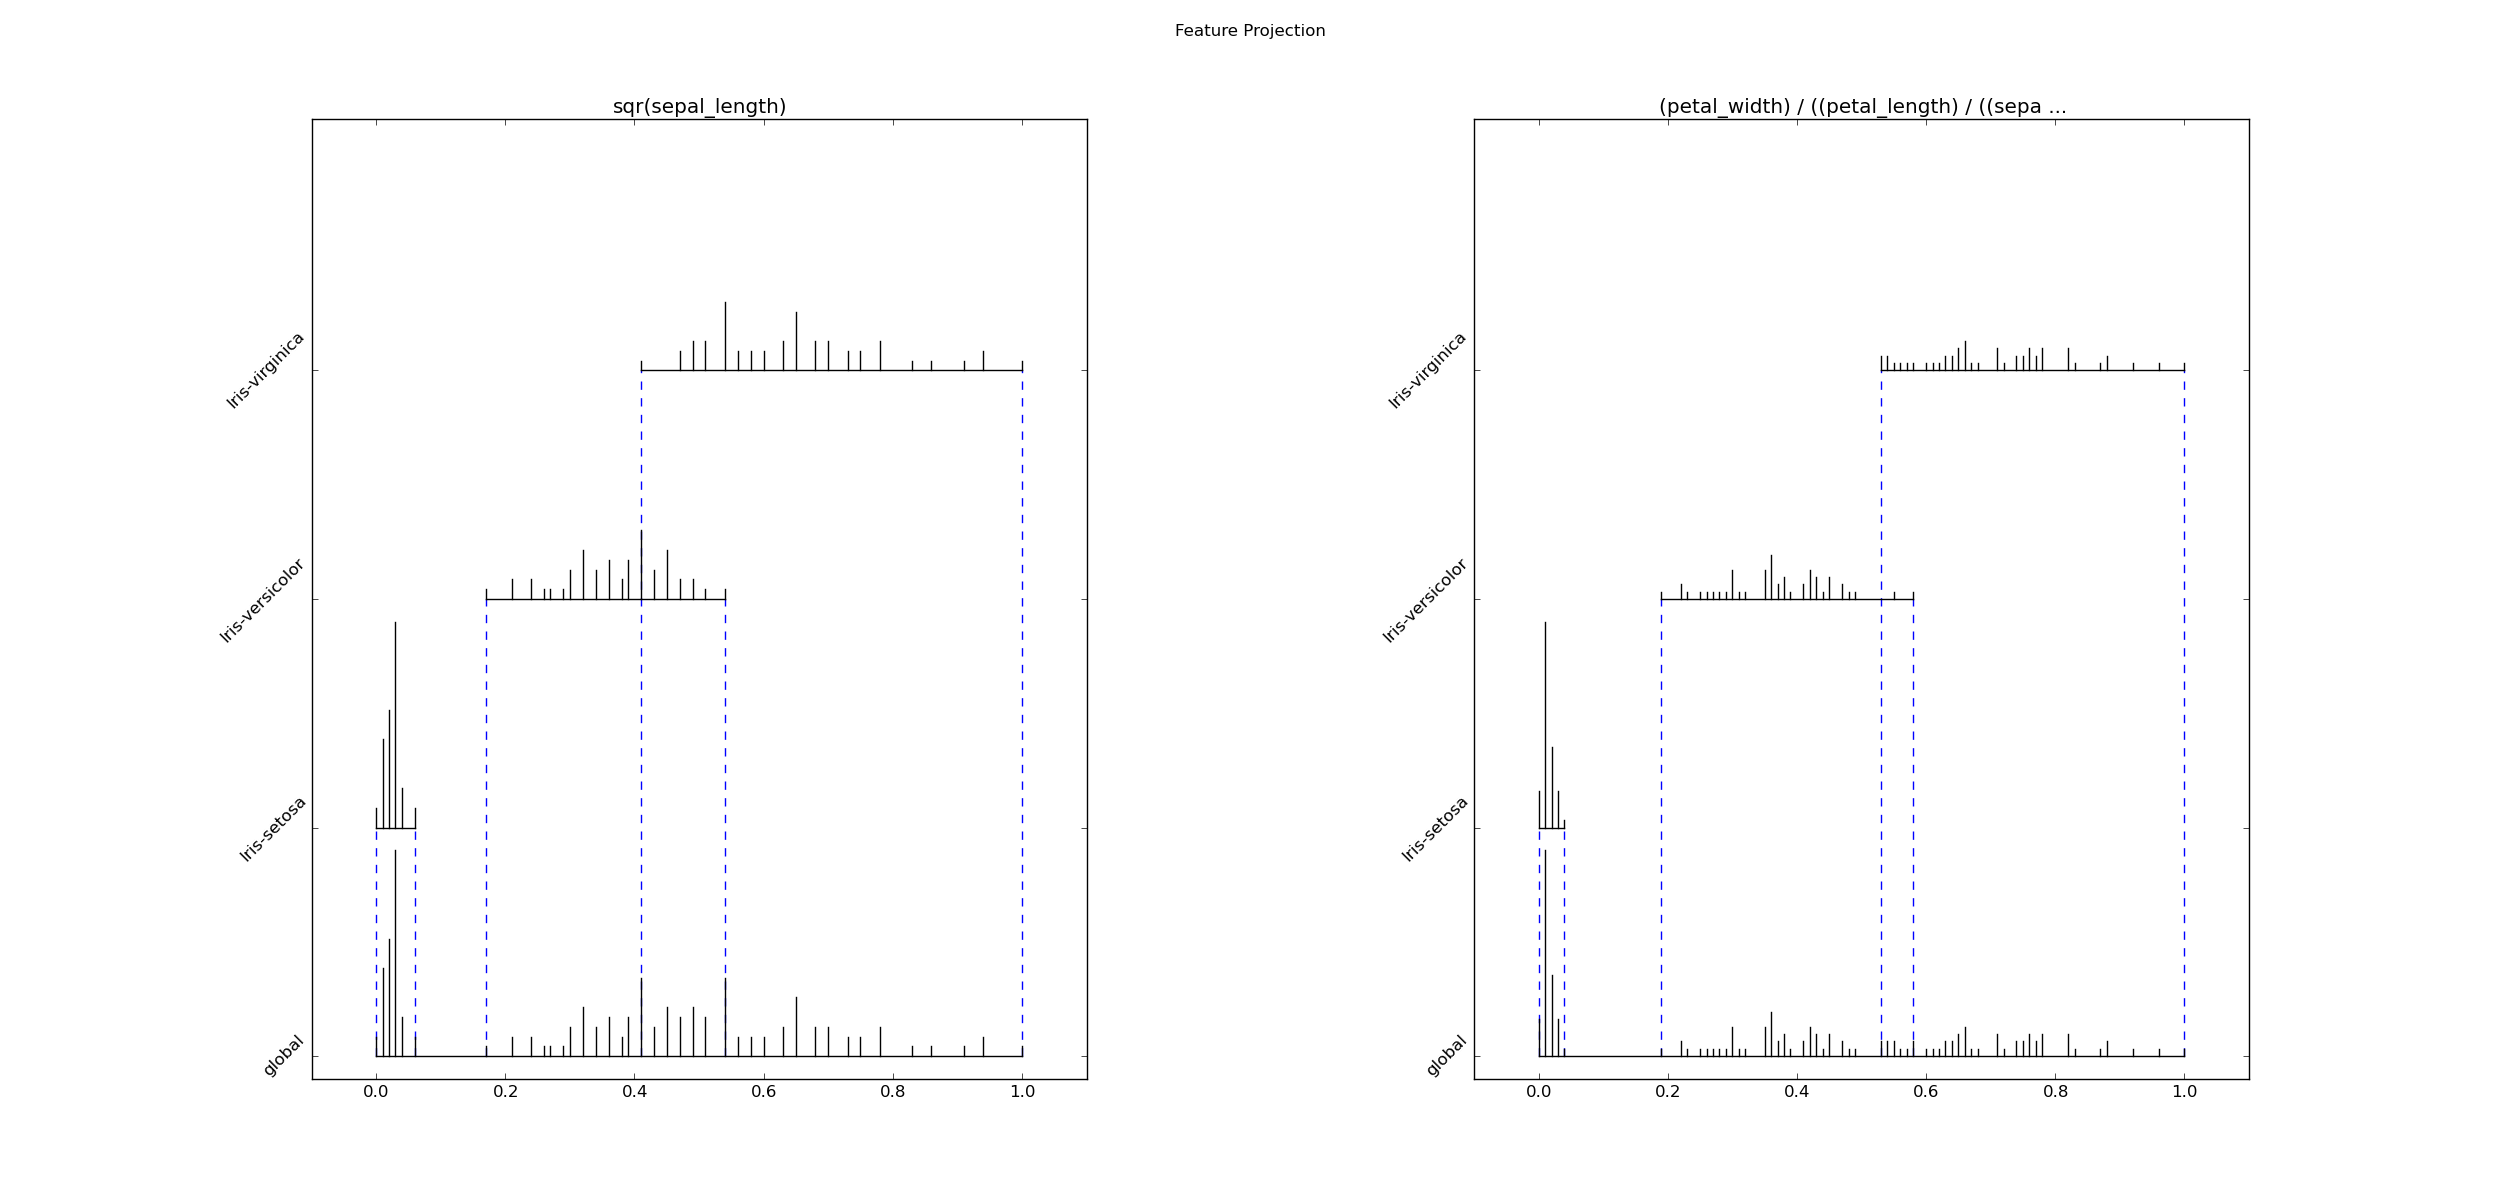 Feature Projection
sqr(sepal_length)
Iris-virginica
Iris-versicolor
Iris-setosa
global
0.0 0.2 0.4 0.6 0.8 1.0
(petal_width) / ((petal_length) / ((sepa ...
Iris-virginica
Iris-versicolor
Iris-setosa
global
0.0 0.2 0.4 0.6 0.8 1.0